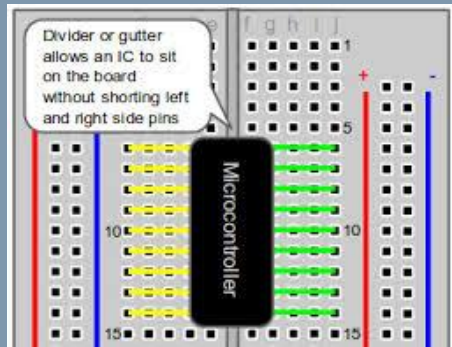 Divider or gutter
allows an IC to sit
on the board
without shorting left
and right side pins
e f g h i j
1
+ -
5
Microcontroller
10 10
15 15